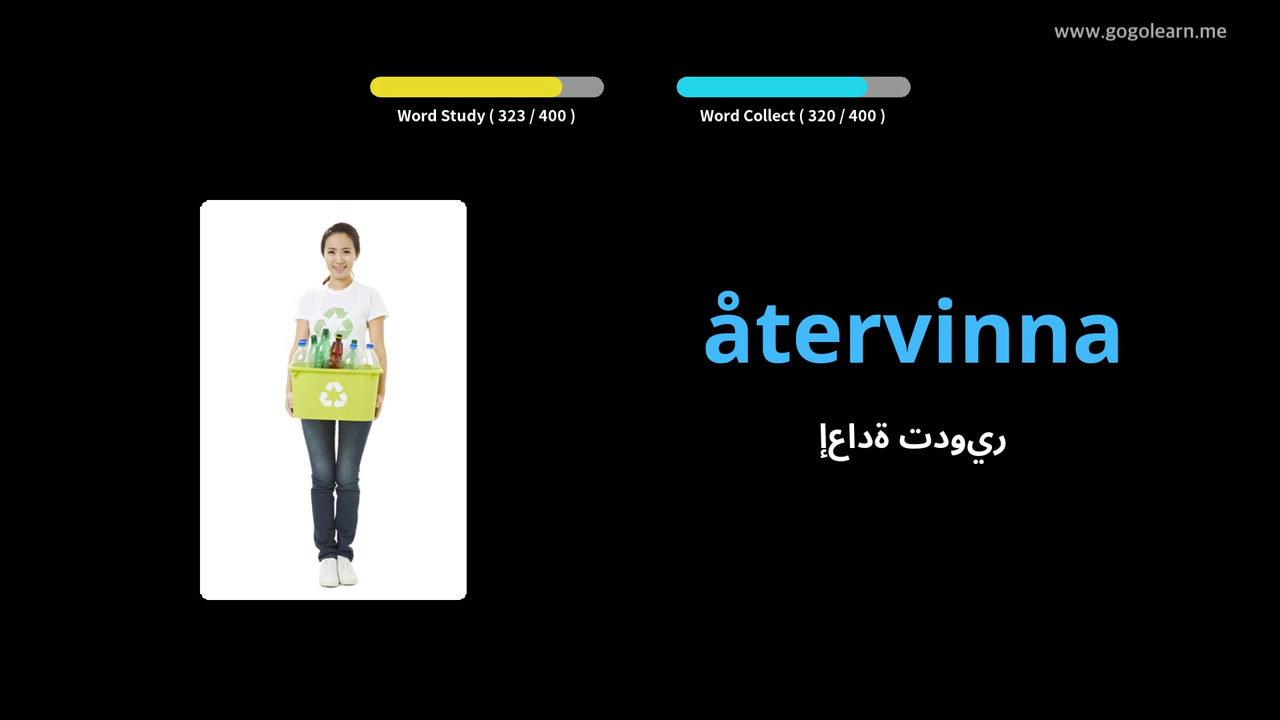 www.gogolearn.me
Word Study ( 323 / 400 )
Word Collect ( 320 / 400 )
återvinna
إعادة تدوير